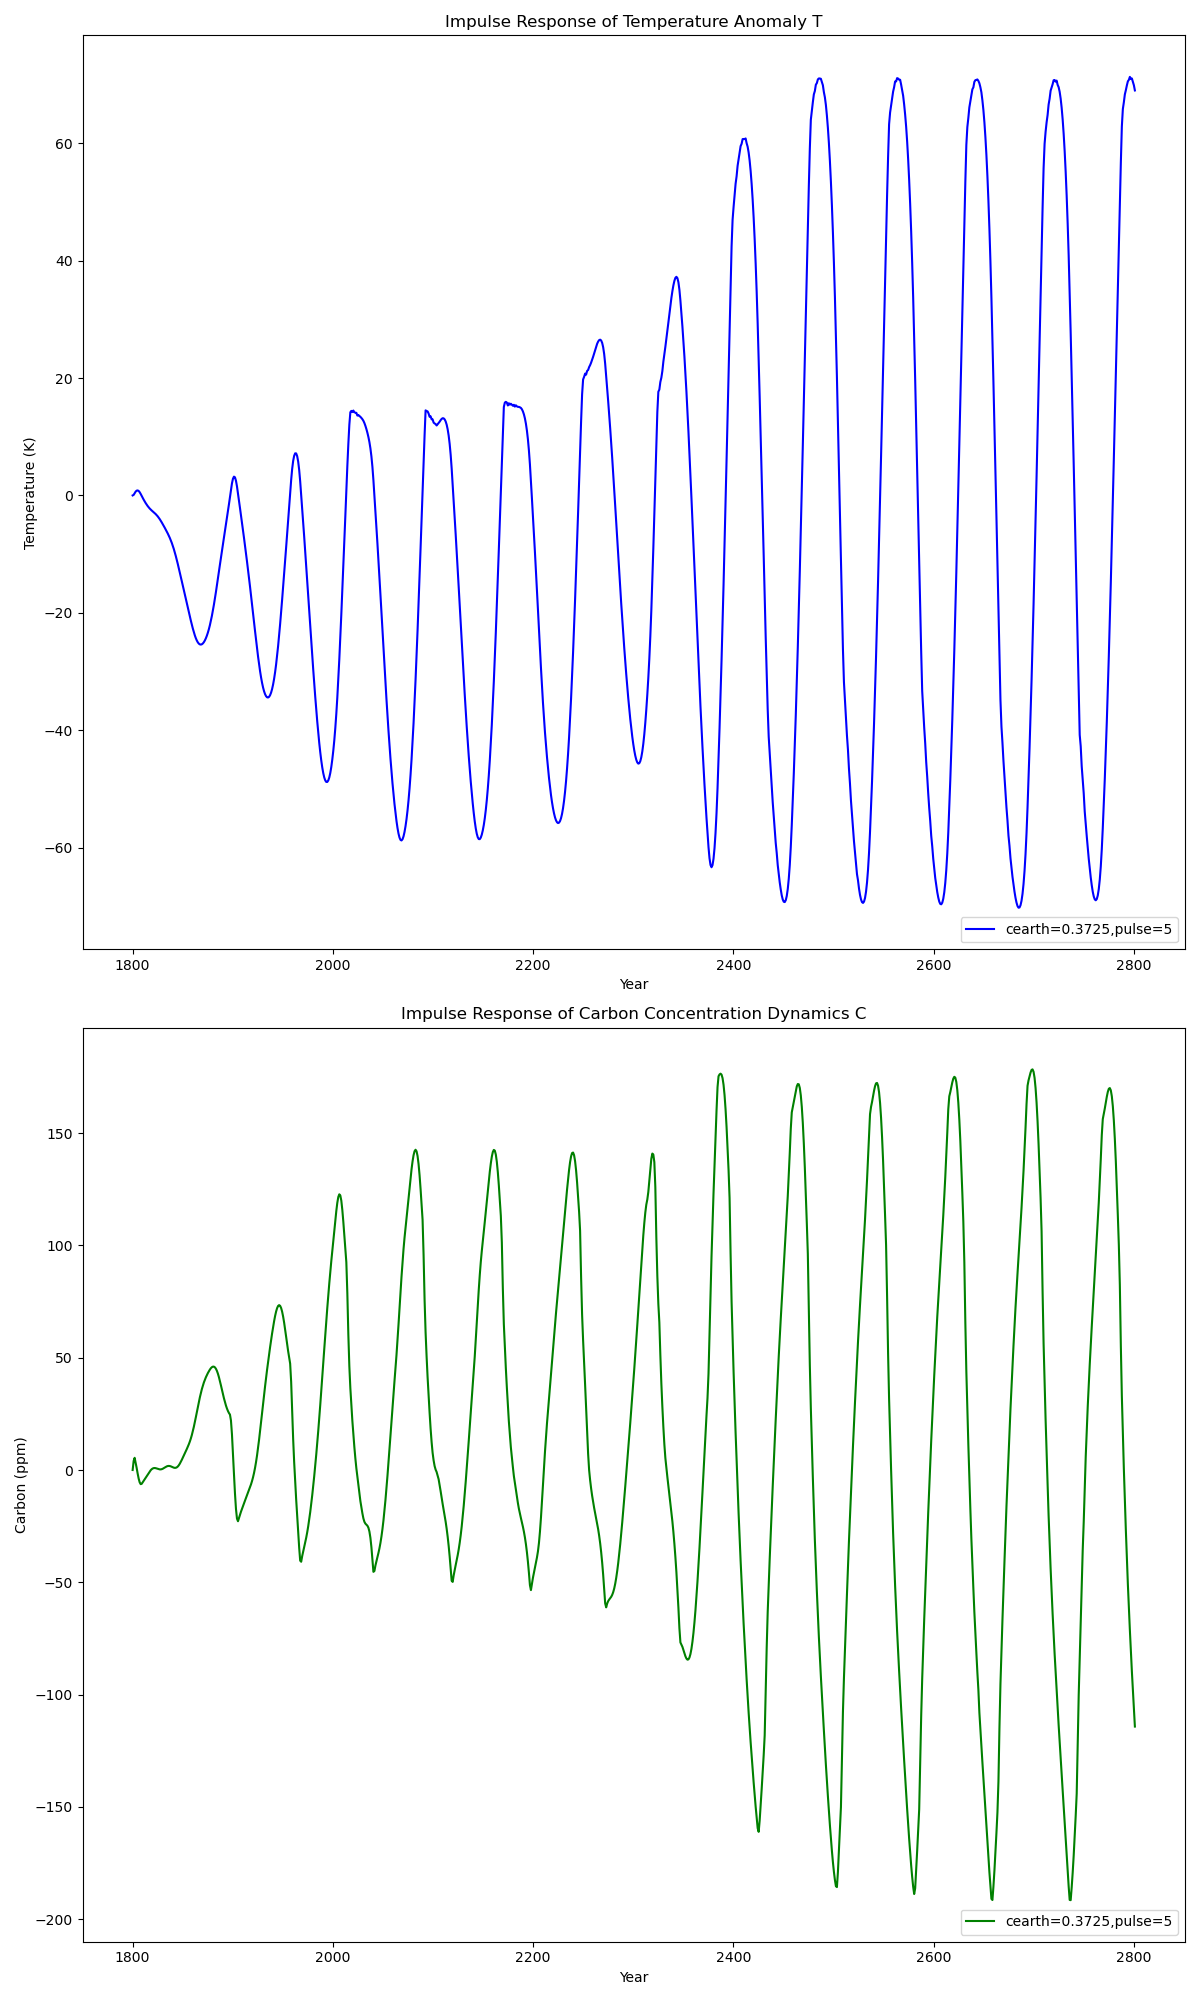 Impulse Response of Temperature Anomaly T
Temperature (K)
60
40
20
0
−20
−40
−60
cearth=0.3725,pulse=5
1800 2000 2200 2400 2600 2800
Year
Impulse Response of Carbon Concentration Dynamics C
Carbon (ppm)
150
100
50
0
−50
−100
−150
−200
cearth=0.3725,pulse=5
1800 2000 2200 2400 2600 2800
Year